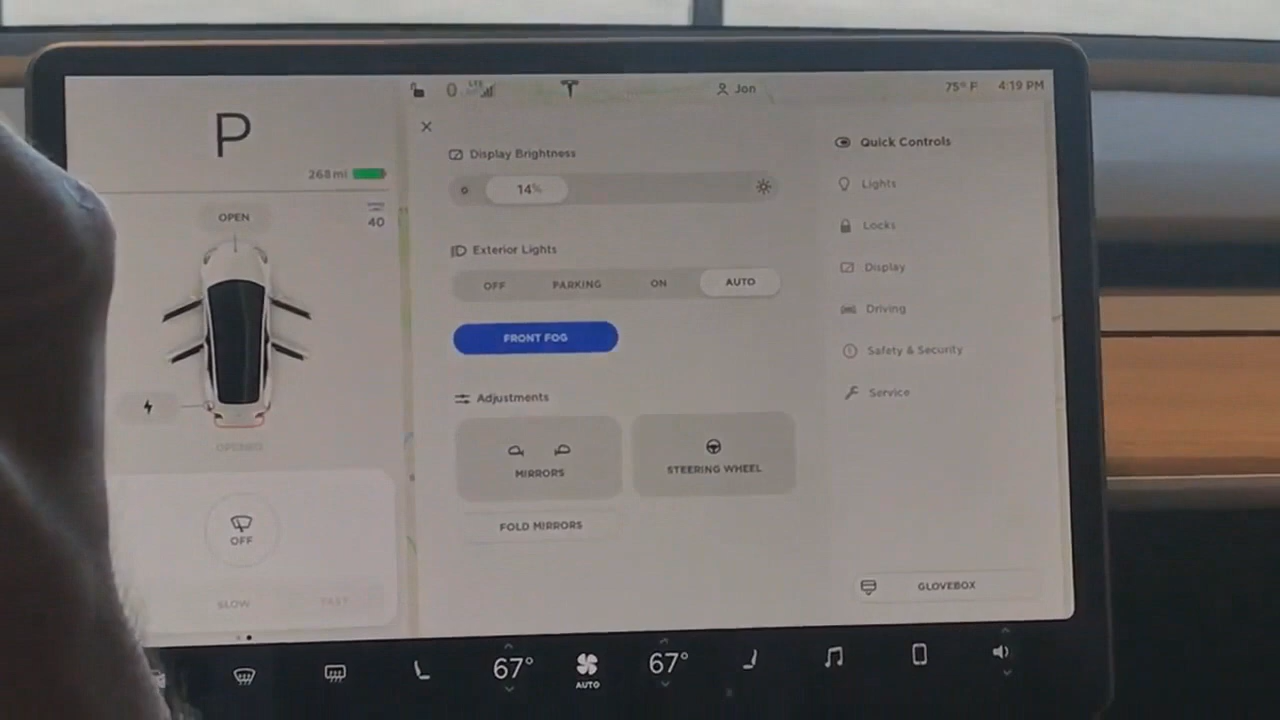 P
268 mi
40
OPEN
OPENED
OFF
SLOW FAST
LTE
Jon
75° F 4:19 PM
Display Brightness
14%
Exterior Lights
OFF PARKING ON AUTO
FRONT FOG
Adjustments
MIRRORS
STEERING WHEEL
FOLD MIRRORS
Quick Controls
Lights
Locks
Display
Driving
Safety & Security
Service
GLOVEBOX
67°
AUTO
67°